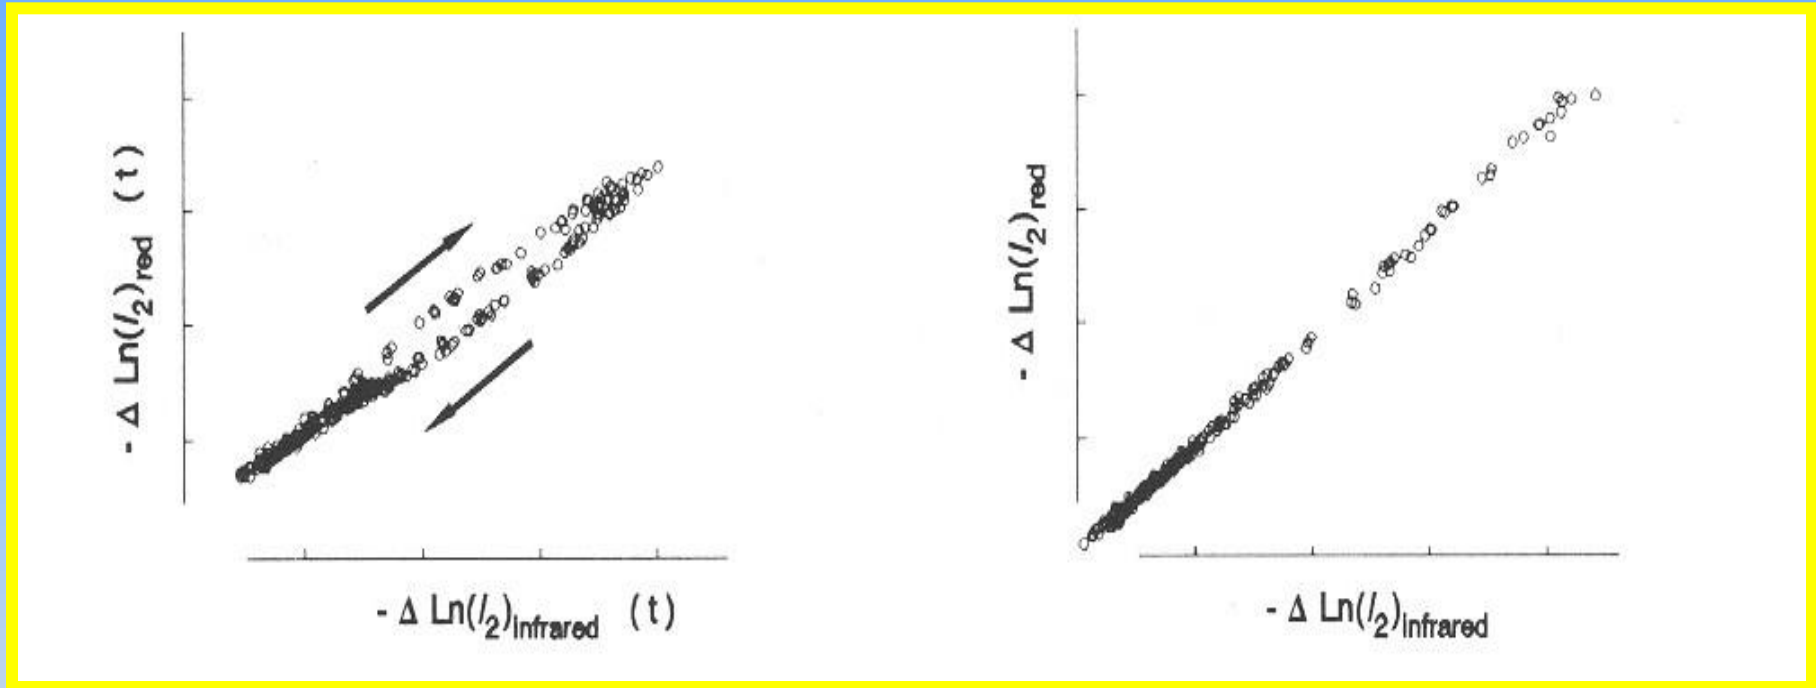 - Δ Ln(I₂)red (t)
- Δ Ln(I₂)infrared (t)
- Δ Ln(I₂)red
- Δ Ln(I₂)infrared